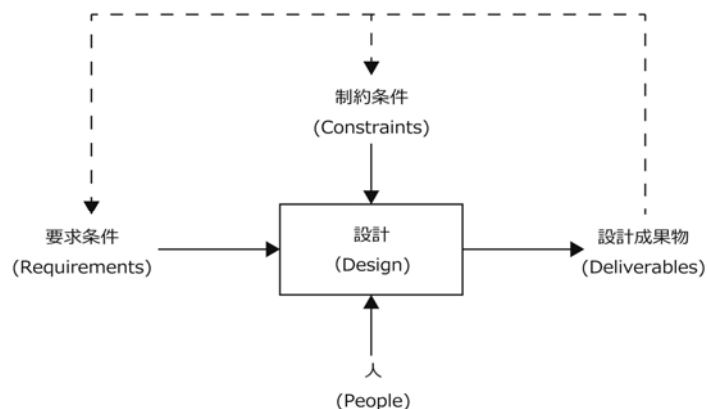 制約条件
(Constraints)
要求条件
(Requirements)
設計
(Design)
設計成果物
(Deliverables)
人
(People)